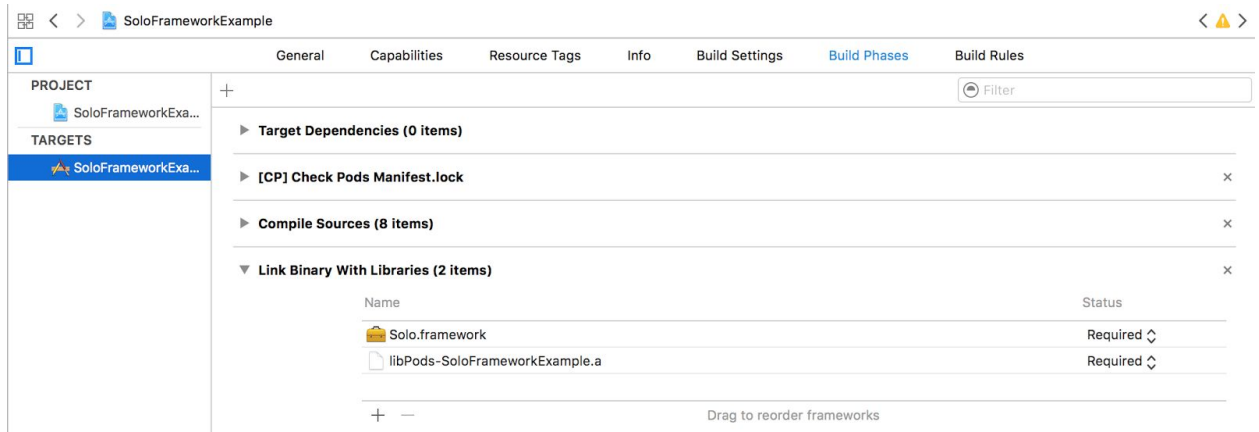 SoloFrameworkExample
General Capabilities Resource Tags Info Build Settings Build Phases Build Rules
PROJECT
Filter
SoloFrameworkExa...
TARGETS
SoloFrameworkExa...
Target Dependencies (0 items)
[CP] Check Pods Manifest.lock
Compile Sources (8 items)
Link Binary With Libraries (2 items)
Name Status
Solo.framework Required
libPods-SoloFrameworkExample.a Required
Drag to reorder frameworks